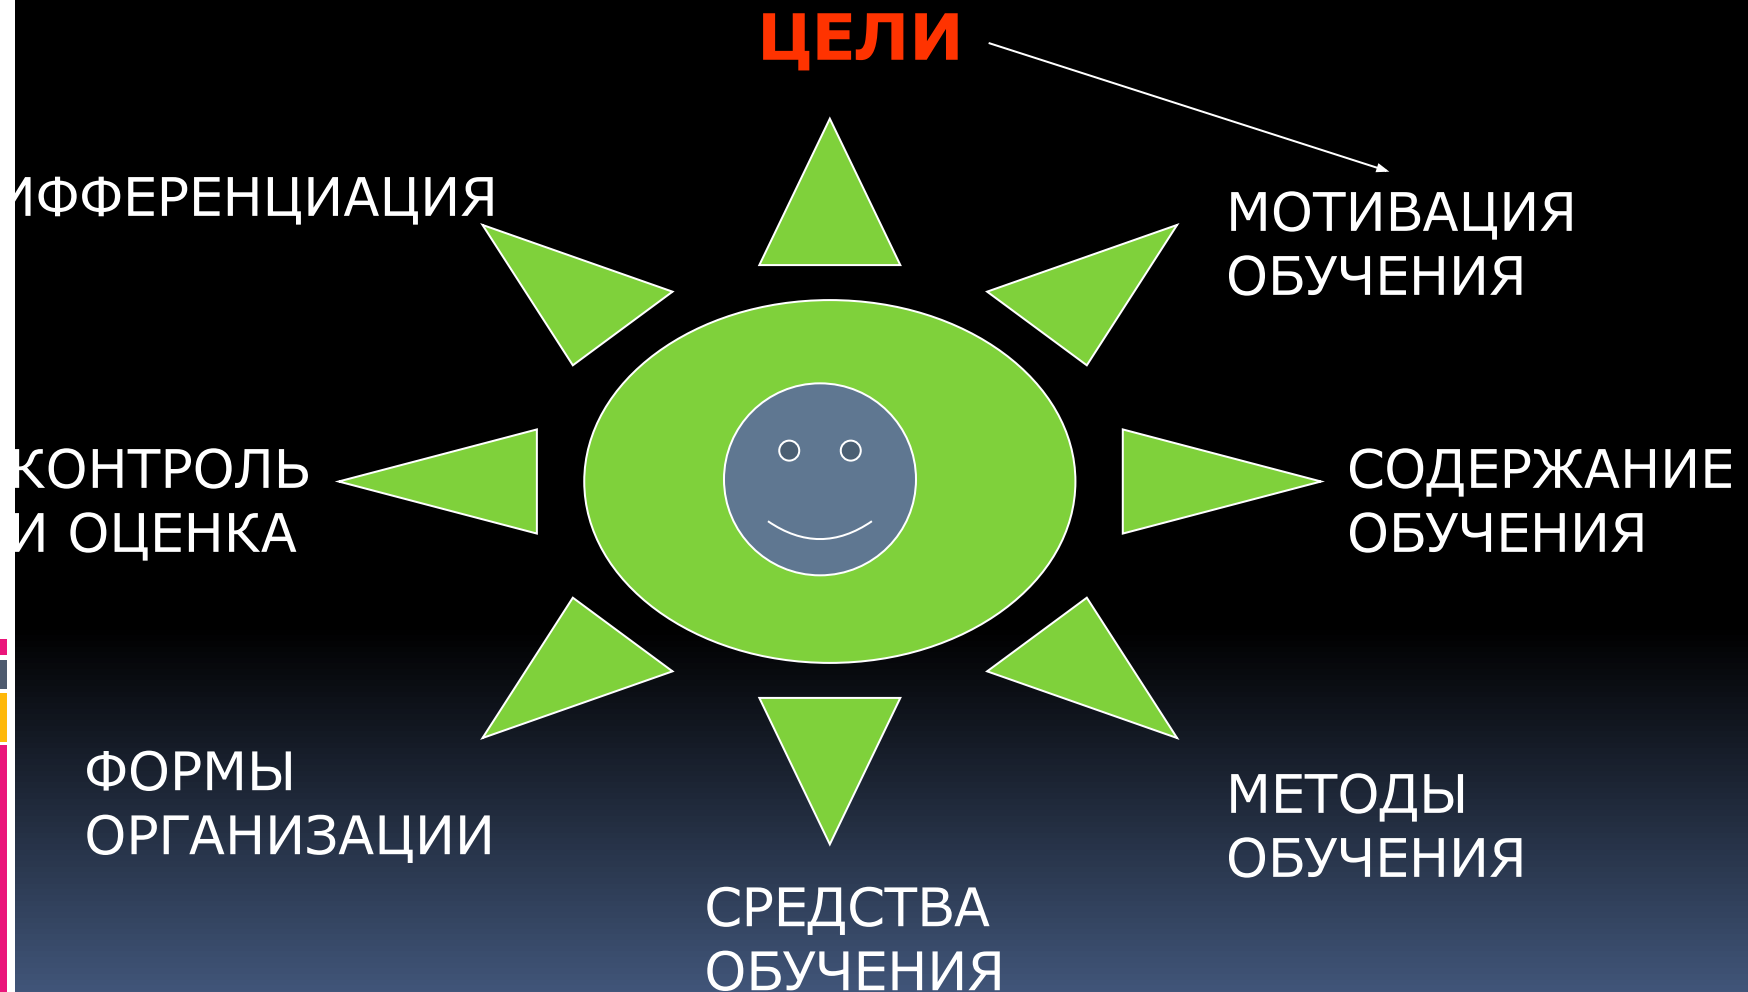 ЦЕЛИ
ИФФЕРЕНЦИАЦИЯ
МОТИВАЦИЯ
ОБУЧЕНИЯ
КОНТРОЛЬ
И ОЦЕНКА
СОДЕРЖАНИЕ
ОБУЧЕНИЯ
ФОРМЫ
ОРГАНИЗАЦИИ
МЕТОДЫ
ОБУЧЕНИЯ
СРЕДСТВА
ОБУЧЕНИЯ